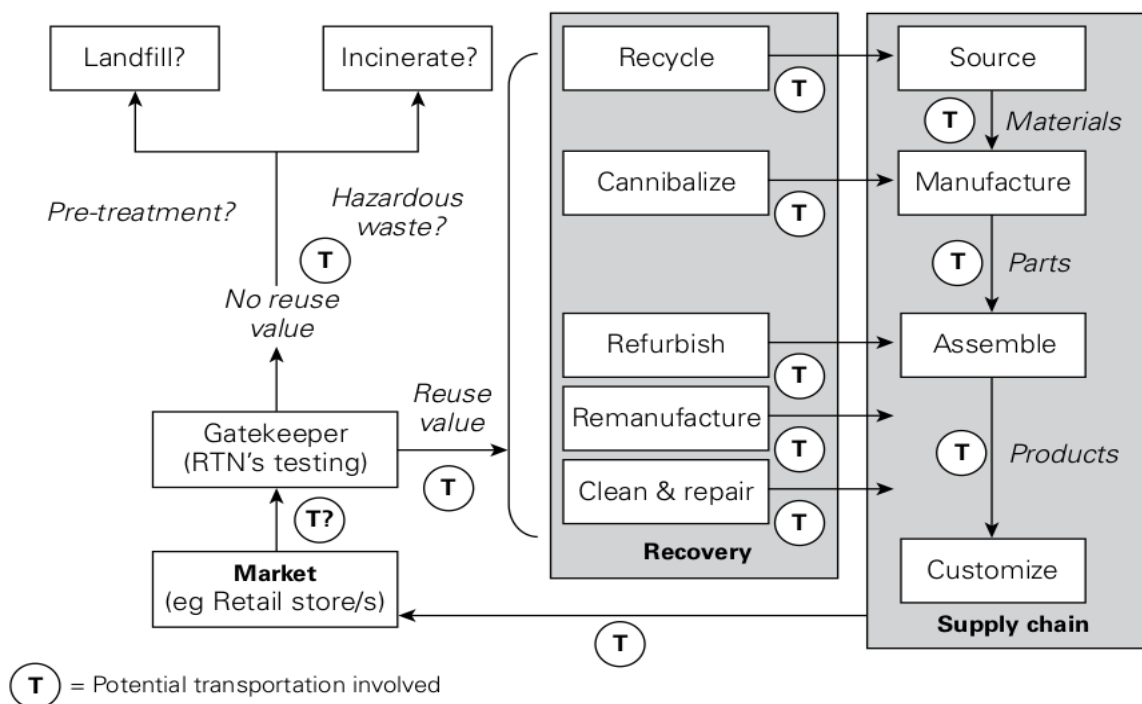 Landfill?
Incinerate?
Pre-treatment?
Hazardous
waste?
T
No reuse
value
Gatekeeper
(RTN's testing)
Reuse
value
T
T?
Market
(eg Retail store/s)
Recycle
T
Cannibalize
T
Refurbish
T
Remanufacture
T
Clean & repair
T
Recovery
Source
T
Materials
Manufacture
T
Parts
Assemble
T
Products
Customize
Supply chain
T
T = Potential transportation involved